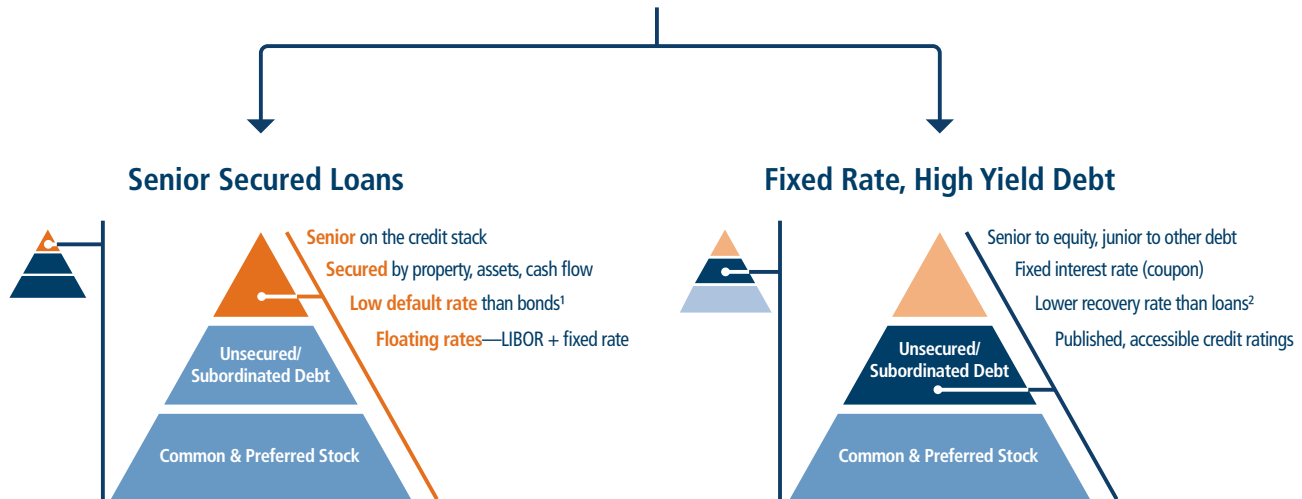 Senior Secured Loans
Senior on the credit stack
Secured by property, assets, cash flow
Low default rate than bonds¹
Floating rates—LIBOR + fixed rate
Unsecured/
Subordinated Debt
Common & Preferred Stock
Fixed Rate, High Yield Debt
Senior to equity, junior to other debt
Fixed interest rate (coupon)
Lower recovery rate than loans²
Published, accessible credit ratings
Unsecured/
Subordinated Debt
Common & Preferred Stock